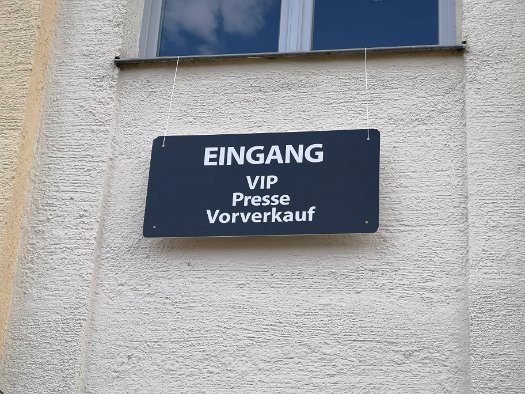 EINGANG
VIP
Presse
Vorverkauf